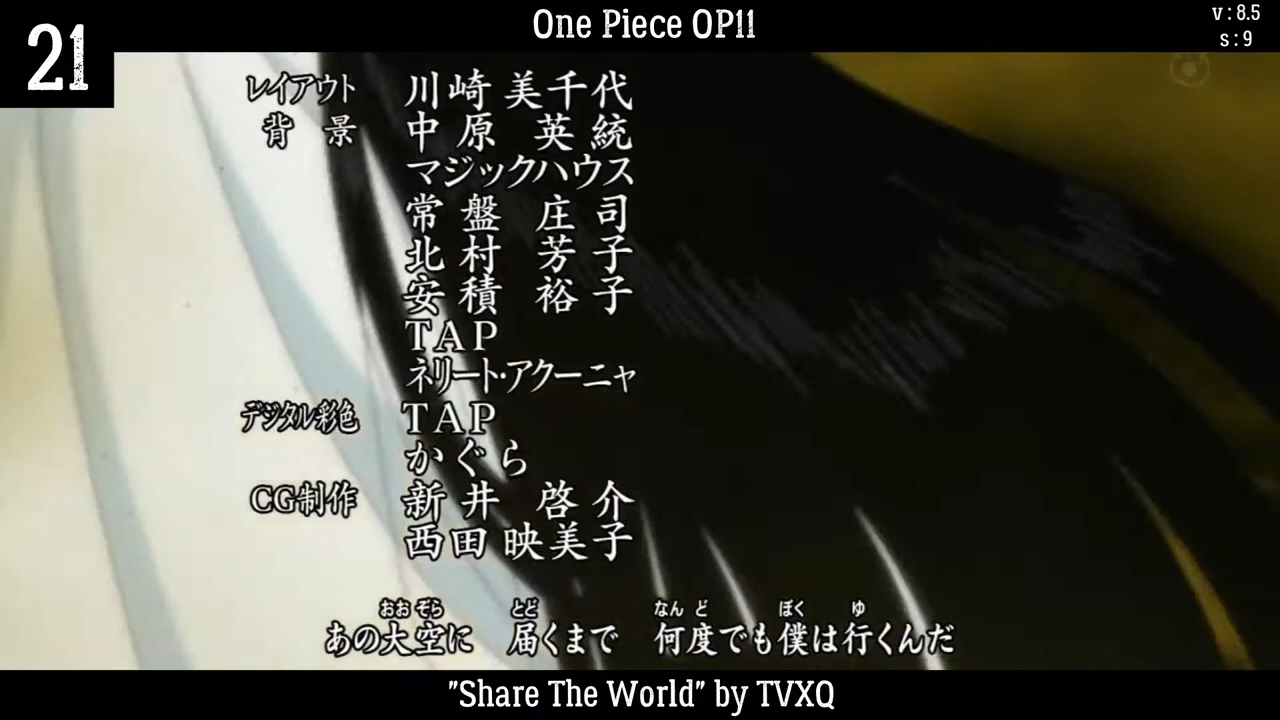 21
One Piece OP11
v:8.5
s:9
レイアウト 川崎 美千代
背景 中原 英統
マジックハウス
常盤 庄司
北村 芳子
安積 裕子
TAP
ネリート・アクーニャ
デジタル彩色 TAP
かぐら
CG制作 新井 啓介
西田 映美子
おおぞら とど なんど ぼく ゆ
あの大空に 届くまで 何度でも僕は行くんだ
"Share The World" by TVXQ